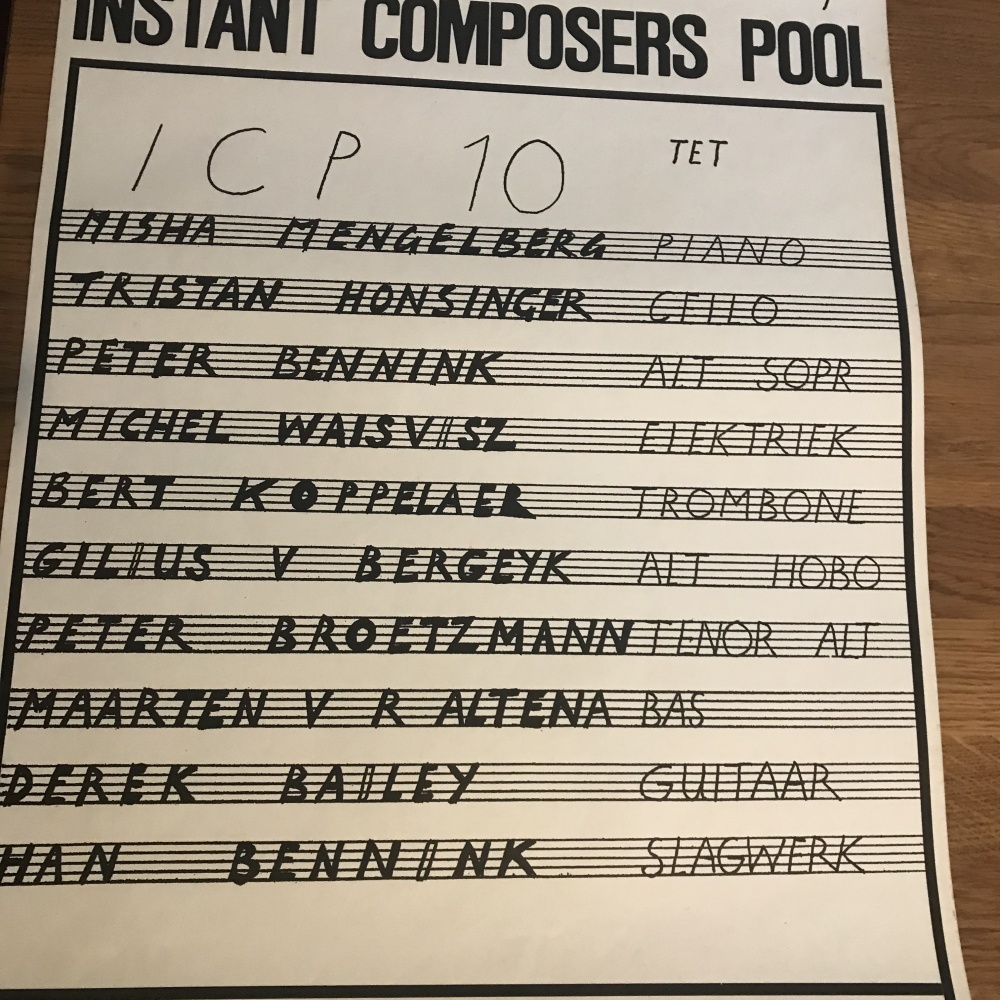 INSTANT COMPOSERS POOL
ICP 10 TET
MISHA MENGELBERG PIANO
TRISTAN HONSINGER CELLO
PETER BENNINK ALT SOPR
MICHEL WAISVISZ ELEKTRIEK
BERT KOPPELAER TROMBONE
GILIUS V BERGEYK ALT HOBO
PETER BROETZMANN TENOR ALT
MAARTEN V R ALTENA BAS
DEREK BAILEY GUITAAR
HAN BENNINK SLAGWERK